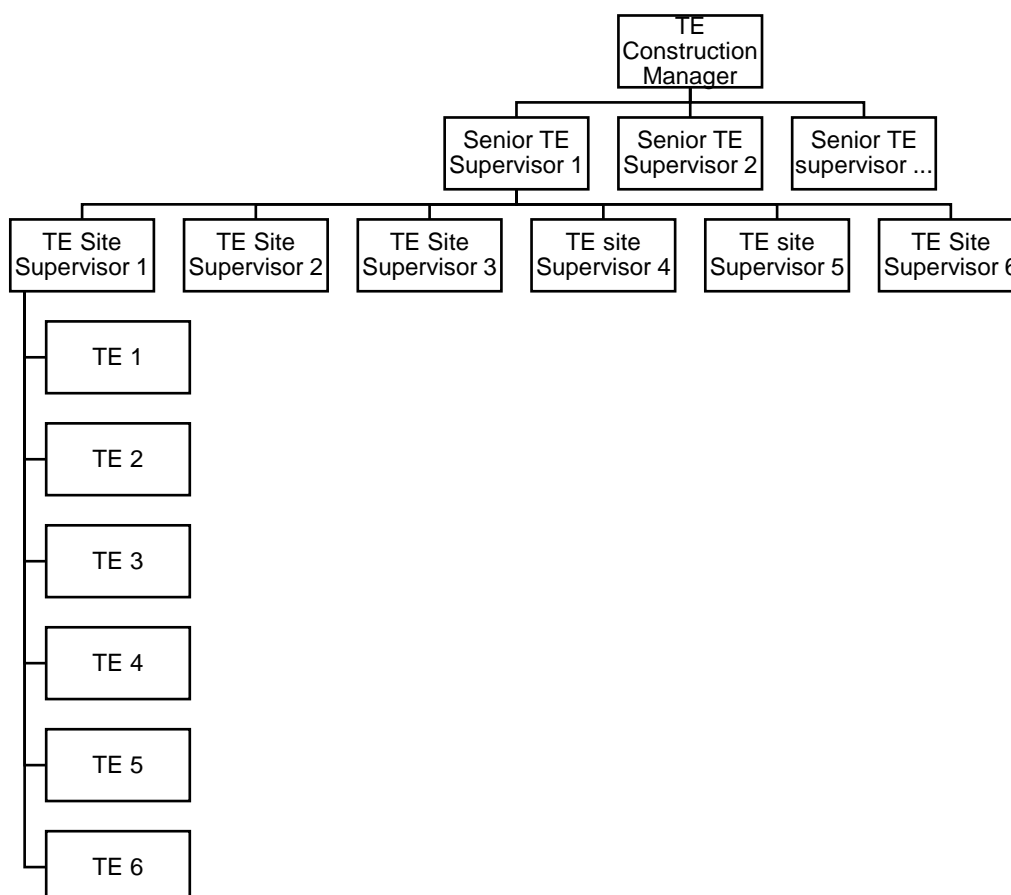 TE
Construction
Manager
Senior TE
Supervisor 1
Senior TE
Supervisor 2
Senior TE
supervisor ...
TE Site
Supervisor 1
TE Site
Supervisor 2
TE Site
Supervisor 3
TE site
Supervisor 4
TE site
Supervisor 5
TE Site
Supervisor 6
TE 1
TE 2
TE 3
TE 4
TE 5
TE 6